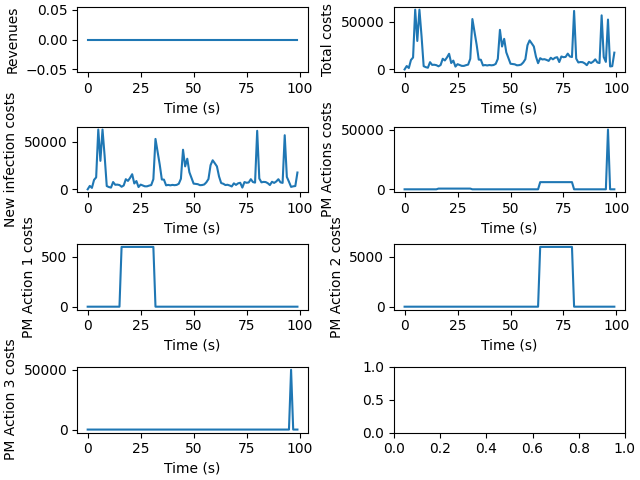 Revenues
0.05
0.00
−0.05
0 25 50 75 100
Time (s)
Total costs
50000
0
0 25 50 75 100
Time (s)
New infection costs
50000
0
0 25 50 75 100
Time (s)
PM Actions costs
50000
0
0 25 50 75 100
Time (s)
PM Action 1 costs
500
0
0 25 50 75 100
Time (s)
PM Action 2 costs
5000
0
0 25 50 75 100
Time (s)
PM Action 3 costs
50000
0
0 25 50 75 100
Time (s)
1.0
0.5
0.0
0.0 0.2 0.4 0.6 0.8 1.0